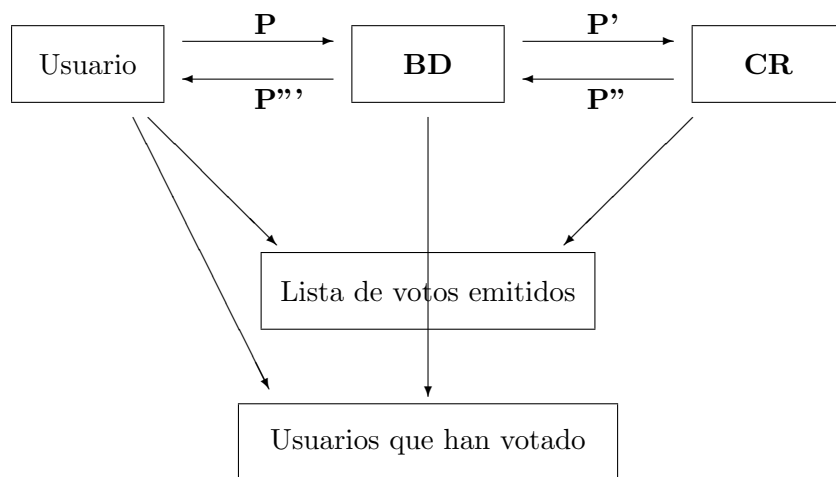 P
P'
Usuario
BD
CR
P"'
P"
Lista de votos emitidos
Usuarios que han votado